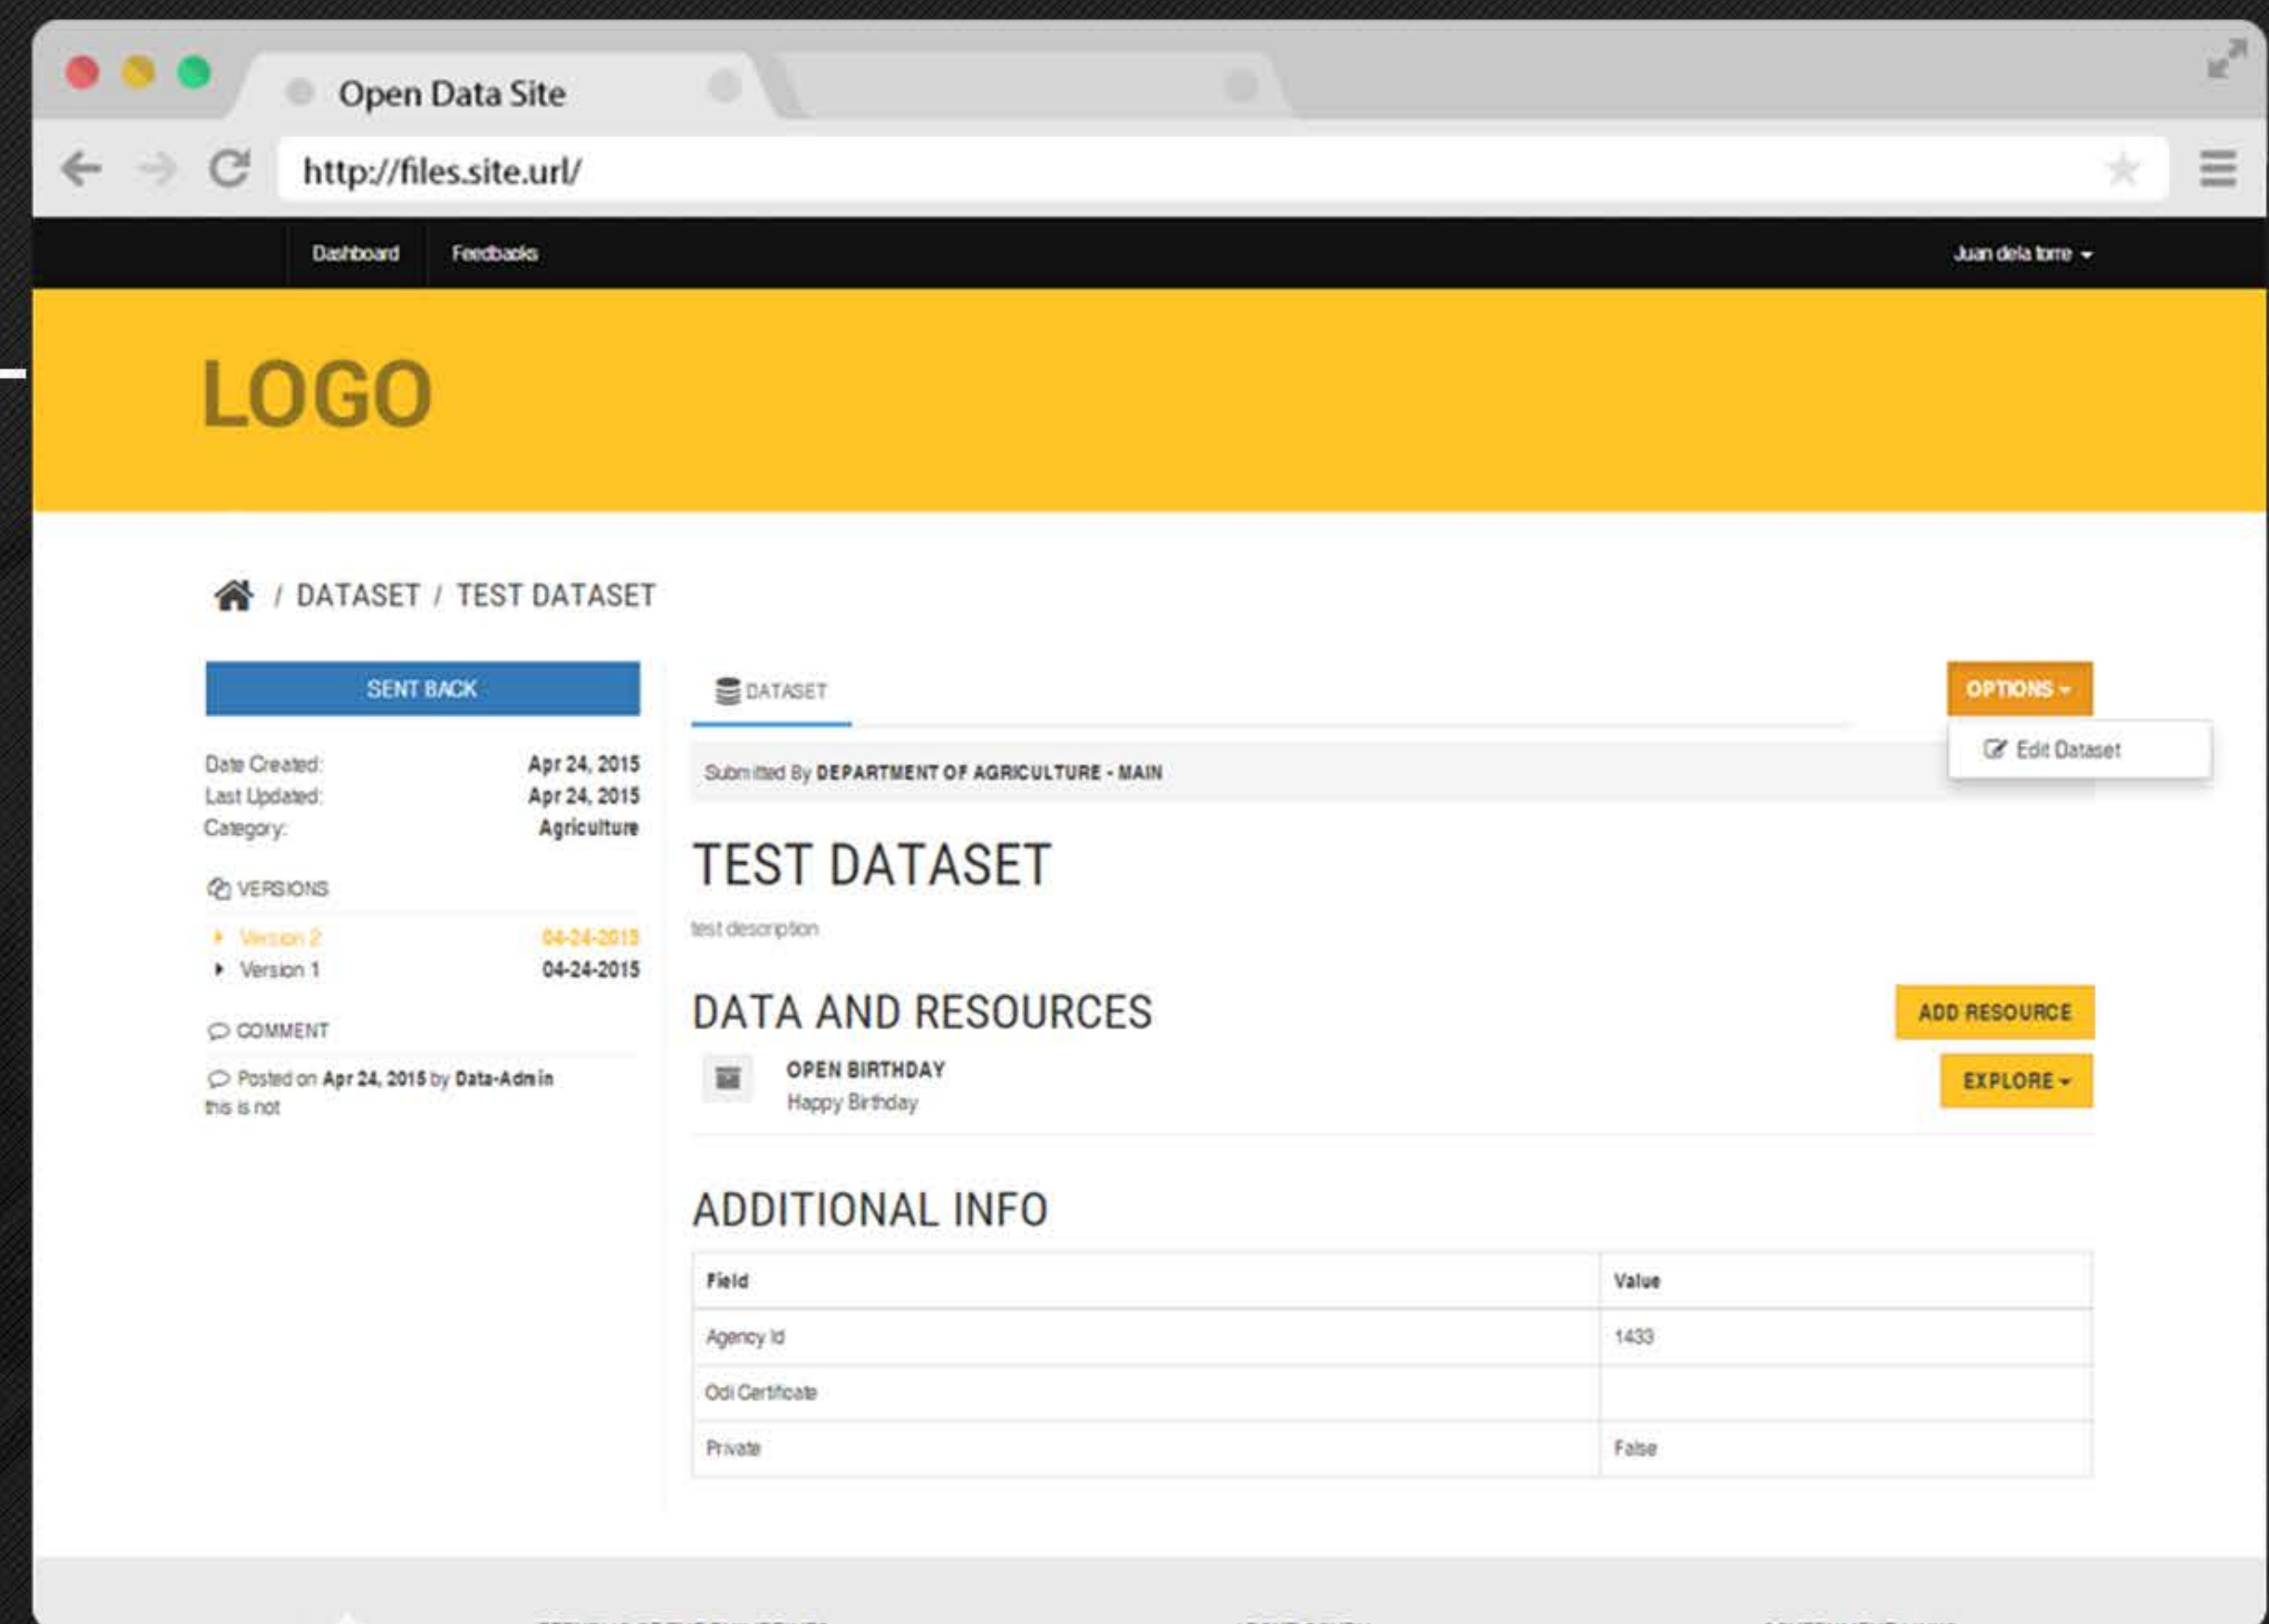 Open Data Site
http://files.site.url/
Dashboard Feedbacks Juan dela torre
LOGO
/ DATASET / TEST DATASET
SENT BACK
Date Created: Apr 24, 2015
Last Updated: Apr 24, 2015
Category: Agriculture
VERSIONS
Version 2 04-24-2015
Version 1 04-24-2015
COMMENT
Posted on Apr 24, 2015 by Data-Admin
this is not
DATASET
OPTIONS
Edit Dataset
Submitted By DEPARTMENT OF AGRICULTURE - MAIN
TEST DATASET
test description
DATA AND RESOURCES
ADD RESOURCE
OPEN BIRTHDAY
Happy Birthday
EXPLORE
ADDITIONAL INFO
Field Value
Agency Id 1433
Odi Certificate
Private False